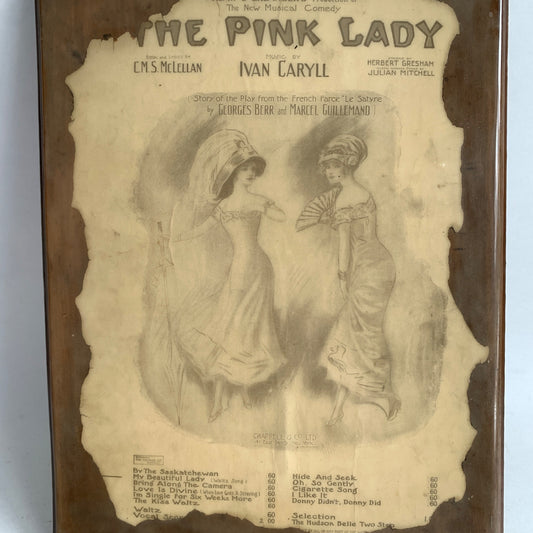 The New Musical Comedy
THE PINK LADY
BOOK AND LYRICS BY
C.M.S. McLELLAN
MUSIC BY
IVAN CARYLL
HERBERT GRESHAM
JULIAN MITCHELL
Story of the Play from the French Farce "Le Satyre"
by GEORGES BERR and MARCEL GUILLEMAND
CHAPPELL & CO. LTD
By The Saskatchewan .60
My Beautiful Lady (Waltz Song) .60
Bring Along The Camera .60
Love Is Divine .60
I'm Single for Six Weeks More .60
The Kiss Waltz .60
Waltz
Vocal Score 2.00
Hide And Seek .60
Oh So Gently .60
Cigarette Song .60
I Like It .60
Donny Didn't, Donny Did .60
Selection 1.
The Hudson Belle Two Step